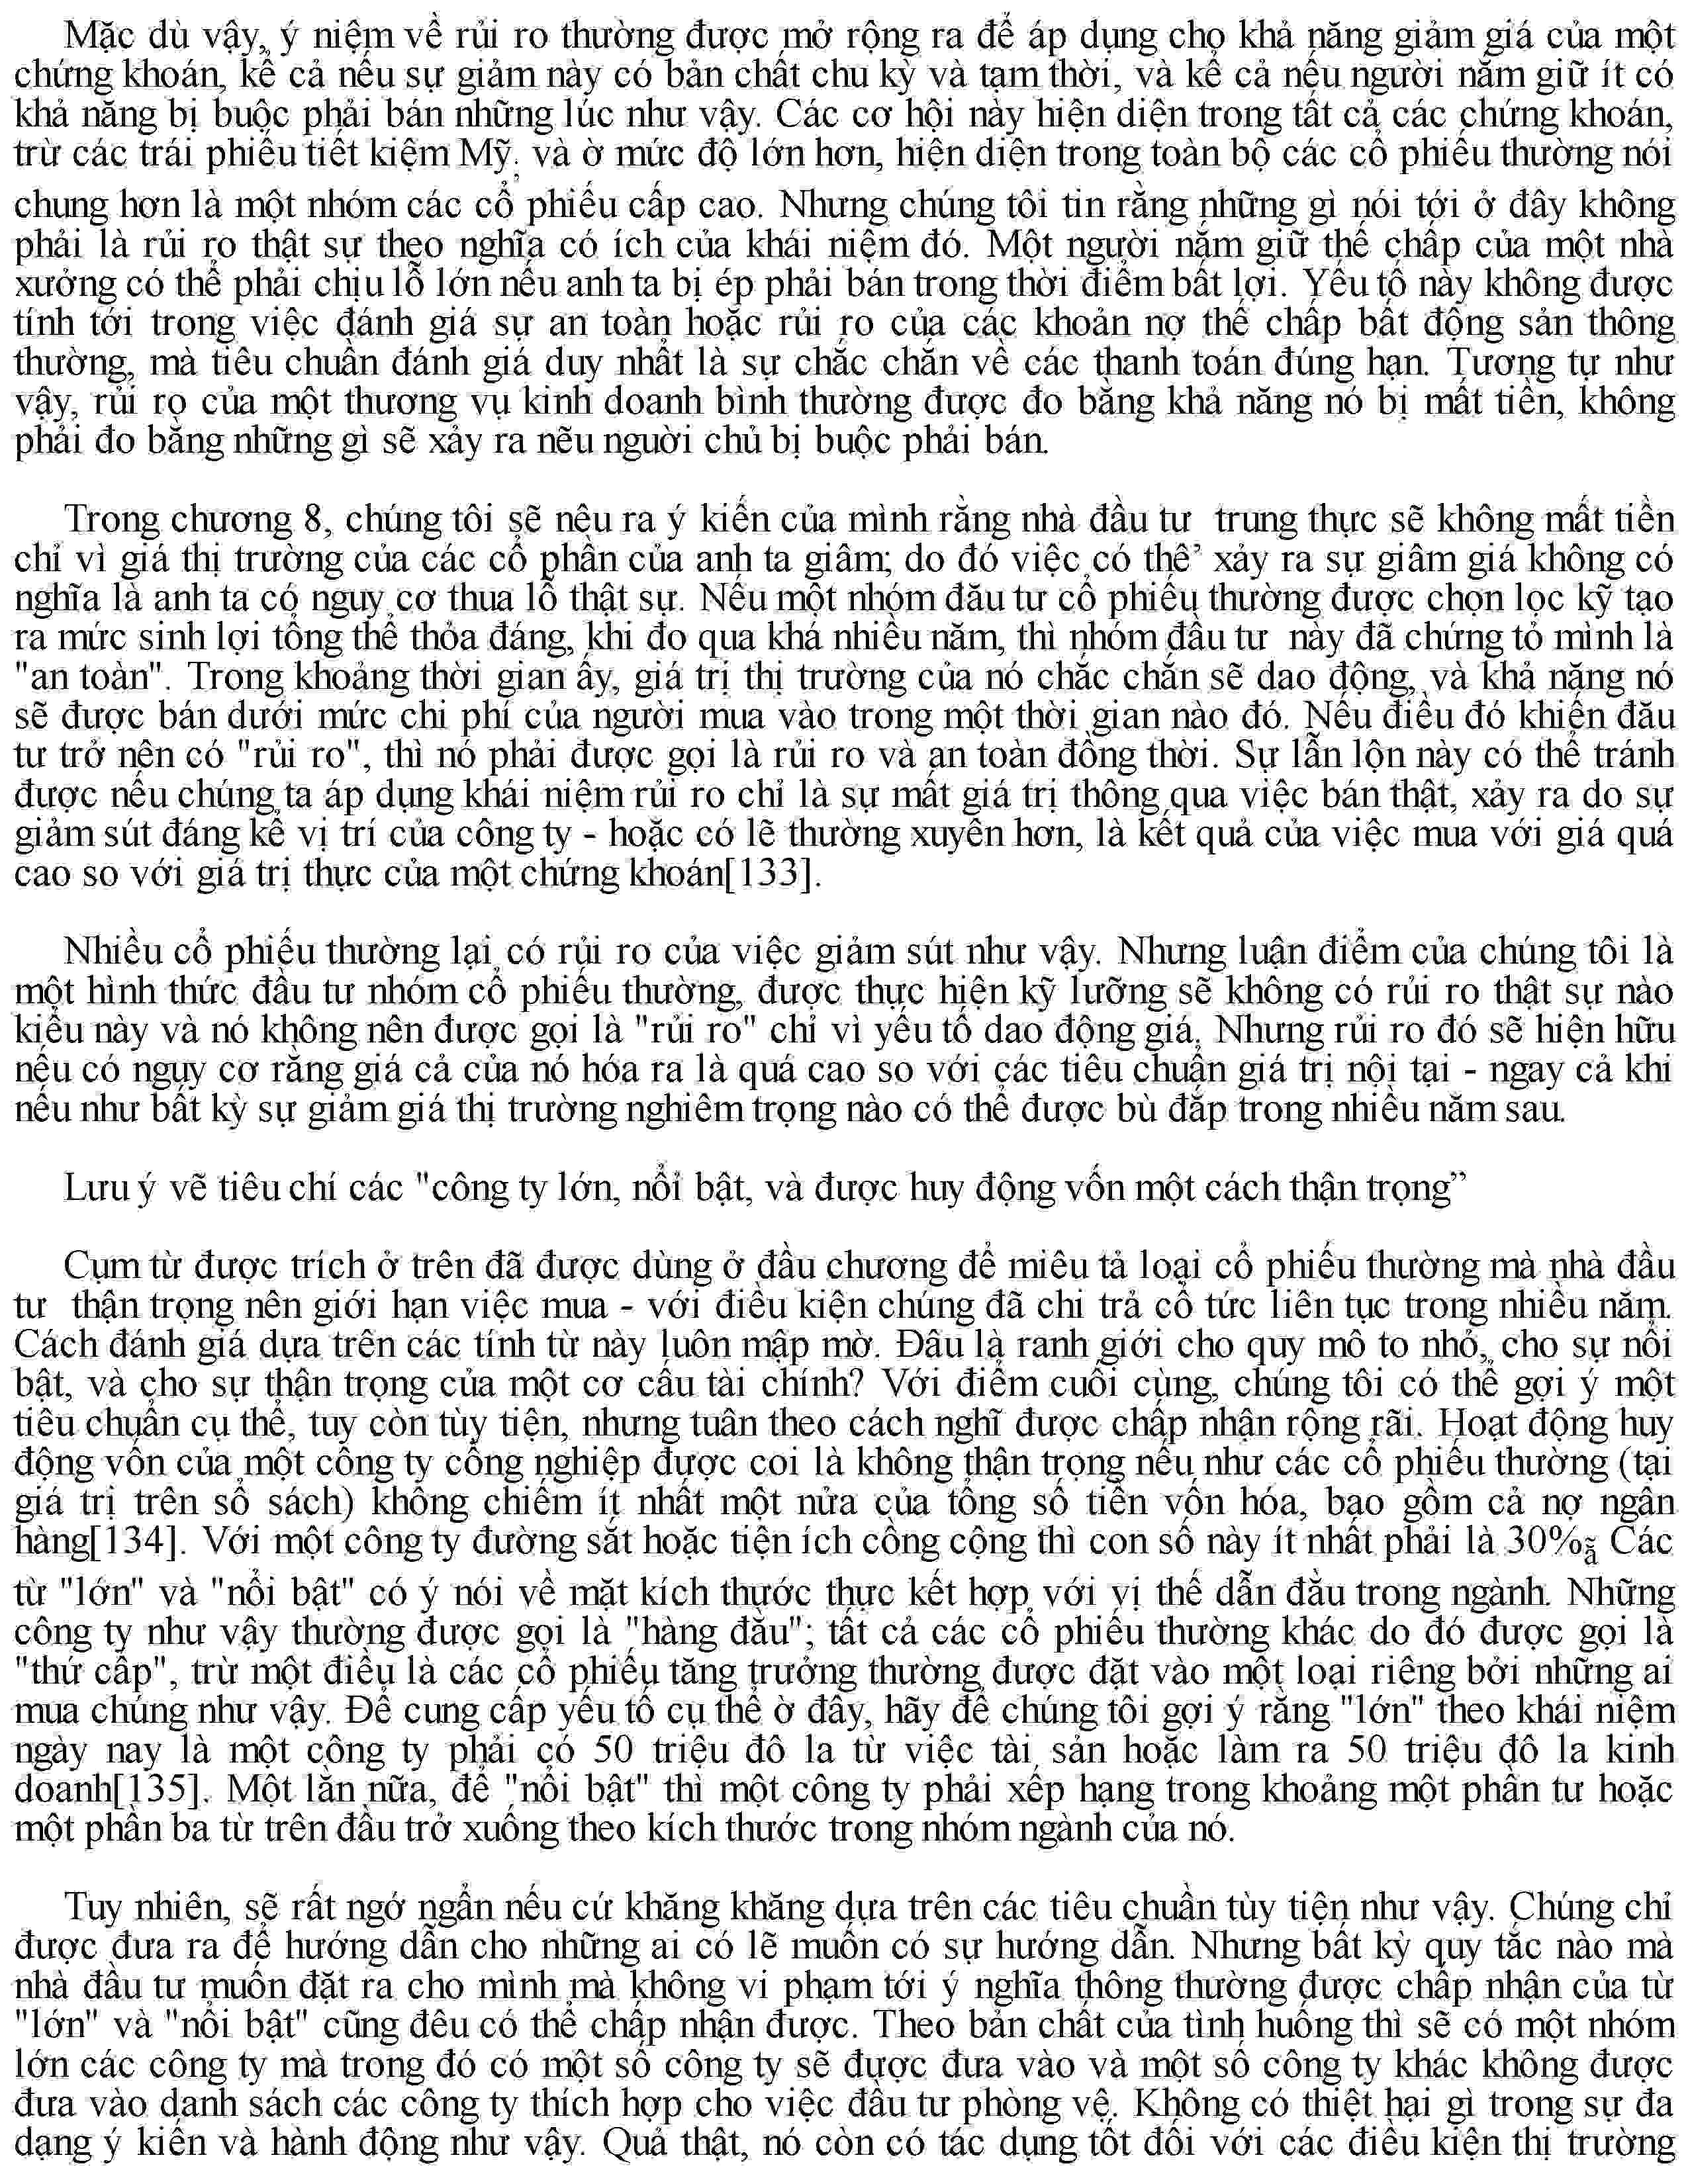 Mặc dù vậy, ý niệm về rủi ro thường được mở rộng ra để áp dụng cho khả năng giảm giá của một
chứng khoán, kể cả nếu sự giảm này có bản chất chu kỳ và tạm thời, và kể cả nếu người nắm giữ ít có
khả năng bị buộc phải bán những lúc như vậy. Các cơ hội này hiện diện trong tất cả các chứng khoán,
trừ các trái phiếu tiết kiệm Mỹ; và ờ mức độ lớn hơn, hiện diện trong toàn bộ các cổ phiếu thường nói
chung hơn là một nhóm các cổ phiếu cấp cao. Nhưng chúng tôi tin rằng những gì nói tới ở đây không
phải là rủi ro thật sự theo nghĩa có ích của khái niệm đó. Một người nắm giữ thế chấp của một nhà
xưởng có thể phải chịu lỗ lớn nếu anh ta bị ép phải bán trong thời điểm bất lợi. Yếu tố này không được
tính tới trong việc đánh giá sự an toàn hoặc rủi ro của các khoản nợ thế chấp bất động sản thông
thường, mà tiêu chuẩn đánh giá duy nhất là sự chắc chắn về các thanh toán đúng hạn. Tương tự như
vậy, rủi ro của một thương vụ kinh doanh bình thường được đo bằng khả năng nó bị mất tiền, không
phải đo bằng những gì sẽ xảy ra nẽu nguời chủ bị buộc phải bán.
Trong chương 8, chúng tôi sẽ nêu ra ý kiến của mình rằng nhà đầu tư trung thực sẽ không mất tiền
chỉ vì giá thị trường của các cổ phần của anh ta giâm; do đó việc có thê’ xảy ra sự giâm giá không có
nghĩa là anh ta có nguy cơ thua lỗ thật sự. Nếu một nhóm đãu tư cổ phiếu thường được chọn lọc kỹ tạo
ra mức sinh lợi tổng thể thỏa đáng, khi đo qua khá nhiều năm, thì nhóm đầu tư này đã chứng tỏ mình là
"an toàn". Trong khoảng thời gian ấy, giá trị thị trường của nó chắc chắn sẽ dao động, và khả năng nó
sẽ được bán dưới mức chi phí của người mua vào trong một thời gian nào đó. Nếu điều đó khiến đãu
tư trở nên có "rủi ro", thì nó phải được gọi là rủi ro và an toàn đồng thời. Sự lẫn lộn này có thể tránh
được nếu chúng ta áp dụng khái niệm rủi ro chỉ là sự mất giá trị thông qua việc bán thật, xảy ra do sự
giảm sút đáng kể vị trí của công ty - hoặc có lẽ thường xuyên hơn, là kết quả của việc mua với giá quá
cao so với giá trị thực của một chứng khoán[133].
Nhiều cổ phiếu thường lại có rủi ro của việc giảm sút như vậy. Nhưng luận điểm của chúng tôi là
một hình thức đầu tư nhóm cổ phiếu thường, được thực hiện kỹ lưỡng sẽ không có rủi ro thật sự nào
kiểu này và nó không nên được gọi là "rủi ro" chỉ vì yếu tố dao động giá, Nhưng rủi ro đó sẽ hiện hữu
nếu có nguy cơ rằng giá cả của nó hóa ra là quá cao so với các tiêu chuẩn giá trị nội tại - ngay cả khi
nếu như bất kỳ sự giảm giá thị trường nghiêm trọng nào có thể được bù đắp trong nhiều năm sau.
Lưu ý vẽ tiêu chí các "công ty lớn, nổi bật, và được huy động vốn một cách thận trọng”
Cụm từ được trích ở trên đã được dùng ở đầu chương để miêu tả loại cổ phiếu thường mà nhà đầu
tư thận trọng nên giới hạn việc mua - với điều kiện chúng đã chi trả cổ tức liên tục trong nhiều năm.
Cách đánh giá dựa trên các tính từ này luôn mập mờ. Đâu là ranh giới cho quy mô to nhỏ, cho sự nổi
bật, và cho sự thận trọng của một cơ cấu tài chính? Với điểm cuối cùng, chúng tôi có thể gợi ý một
tiêu chuẩn cụ thể, tuy còn tùy tiện, nhưng tuân theo cách nghĩ được chấp nhận rộng rãi. Hoạt động huy
động vốn của một công ty công nghiệp được coi là không thận trọng nếu như các cổ phiếu thường (tại
giá trị trên sổ sách) không chiếm ít nhất một nửa của tổng số tiền vốn hóa, bao gồm cả nợ ngân
hàng[134]. Với một công ty đường sắt hoặc tiện ích công cộng thì con số này ít nhất phải là 30%ã Các
từ "lớn" và "nổi bật" có ý nói về mặt kích thước thực kết hợp với vị thế dẫn đầu trong ngành. Những
công ty như vậy thường được gọi là "hàng đầu"; tất cả các cổ phiếu thường khác do đó được gọi là
"thứ cấp", trừ một điều là các cổ phiếu tăng trưởng thường được đặt vào một loại riêng bởi những ai
mua chúng như vậy. Để cung cấp yếu tố cụ thể ờ đây, hãy để chúng tôi gợi ý rằng "lớn" theo khái niệm
ngày nay là một công ty phải có 50 triệu đô la từ việc tài sản hoặc làm ra 50 triệu đô la kinh
doanh[135]. Một lần nữa, để "nổi bật" thì một công ty phải xếp hạng trong khoảng một phần tư hoặc
một phần ba từ trên đầu trở xuống theo kích thước trong nhóm ngành của nó.
Tuy nhiên, sẽ rất ngớ ngẩn nếu cứ khăng khăng dựa trên các tiêu chuẩn tùy tiện như vậy. Chúng chỉ
được đưa ra để hướng dẫn cho những ai có lẽ muốn có sự hướng dẫn. Nhưng bất kỳ quy tắc nào mà
nhà đầu tư muốn đặt ra cho mình mà không vi phạm tới ý nghĩa thông thường được chấp nhận của từ
"lớn" và "nổi bật" cũng đêu có thể chấp nhận được. Theo bản chất của tình huống thì sẽ có một nhóm
lớn các công ty mà trong đó có một số công ty sẽ được đưa vào và một số công ty khác không được
đưa vào danh sách các công ty thích hợp cho việc đầu tư phòng vệ. Không có thiệt hại gì trong sự đa
dạng ý kiến và hành động như vậy. Quả thật, nó còn có tác dụng tốt đối với các điều kiện thị trường